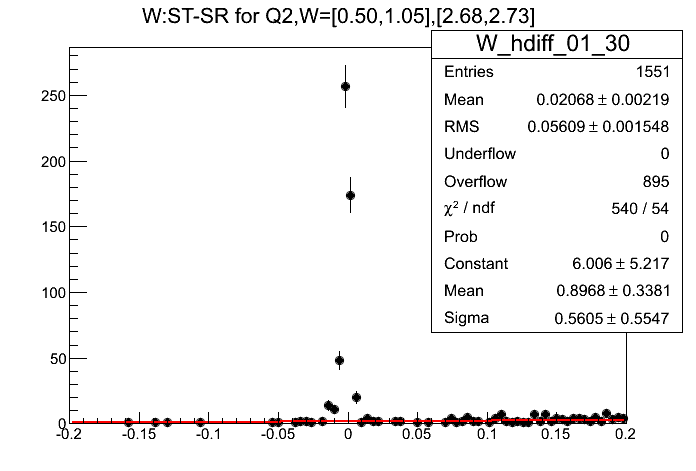 W:ST-SR for Q2,W=[0.50,1.05],[2.68,2.73]
W_hdiff_01_30
Entries 1551
Mean 0.02068 ± 0.00219
RMS 0.05609 ± 0.001548
Underflow 0
Overflow 895
χ² / ndf 540 / 54
Prob 0
Constant 6.006 ± 5.217
Mean 0.8968 ± 0.3381
Sigma 0.5605 ± 0.5547
250
200
150
100
50
0
-0.2 -0.15 -0.1 -0.05 0 0.05 0.1 0.15 0.2